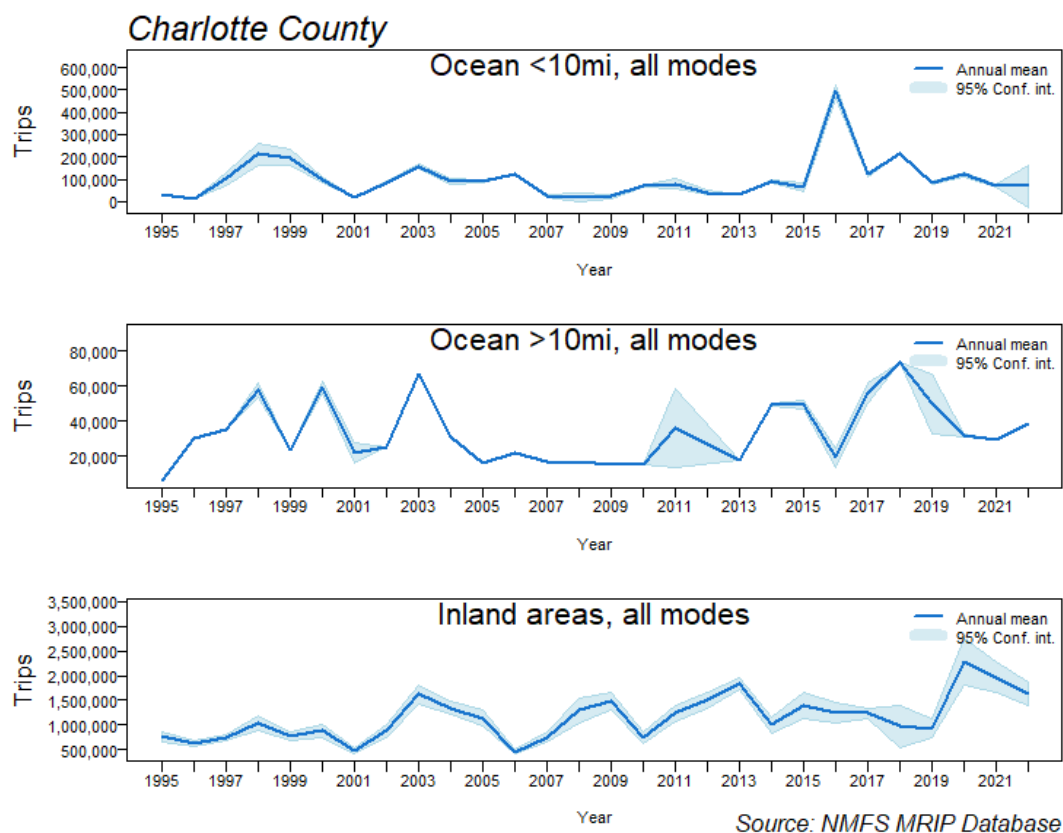 Charlotte County
Ocean <10mi, all modes
Annual mean
95% Conf. int.
Trips
600,000
500,000
400,000
300,000
200,000
100,000
0
1995 1997 1999 2001 2003 2005 2007 2009 2011 2013 2015 2017 2019 2021
Year
Ocean >10mi, all modes
Annual mean
95% Conf. int.
Trips
80,000
60,000
40,000
20,000
1995 1997 1999 2001 2003 2005 2007 2009 2011 2013 2015 2017 2019 2021
Year
Inland areas, all modes
Annual mean
95% Conf. int.
Trips
3,500,000
3,000,000
2,500,000
2,000,000
1,500,000
1,000,000
500,000
1995 1997 1999 2001 2003 2005 2007 2009 2011 2013 2015 2017 2019 2021
Year
Source: NMFS MRIP Database